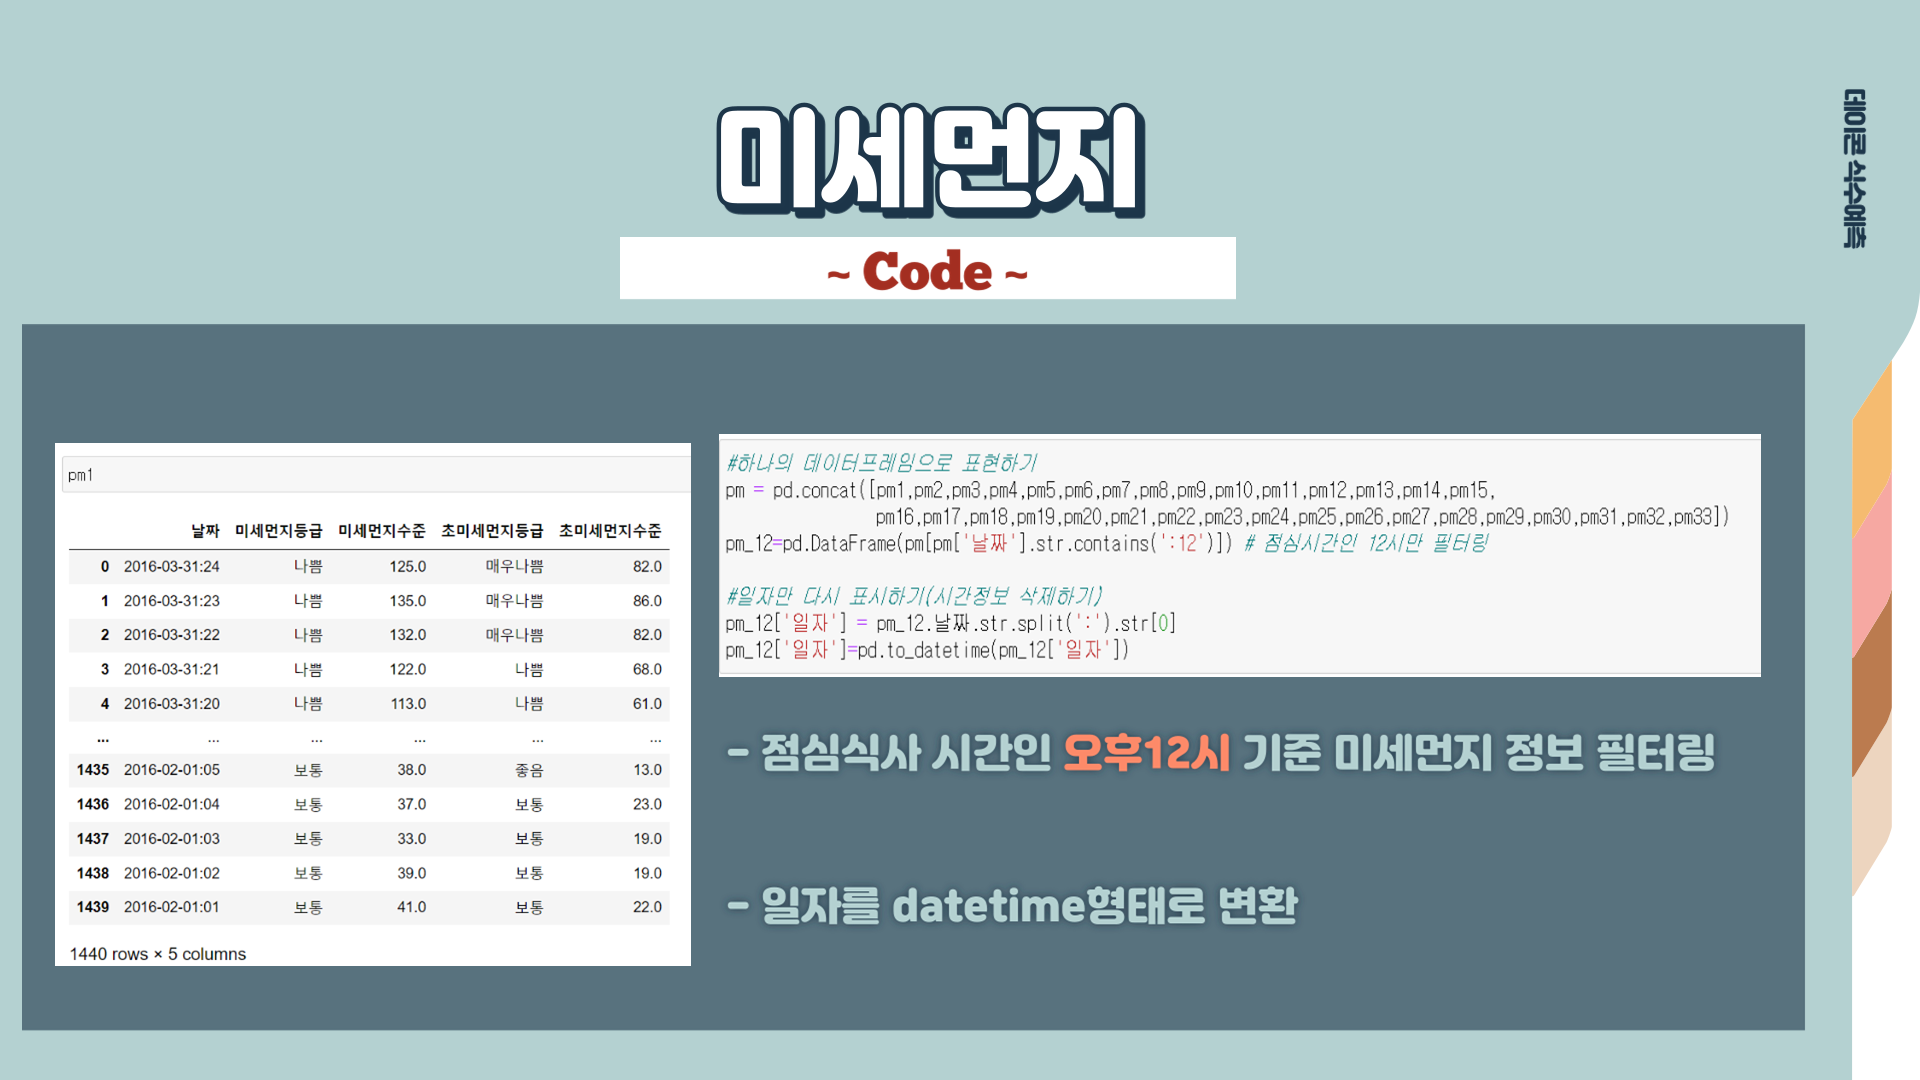 미세먼지
~ Code ~
데이콘 식수예측
pm1
날짜 미세먼지등급 미세먼지수준 초미세먼지등급 초미세먼지수준
0 2016-03-31:24 나쁨 125.0 매우나쁨 82.0
1 2016-03-31:23 나쁨 135.0 매우나쁨 86.0
2 2016-03-31:22 나쁨 132.0 매우나쁨 82.0
3 2016-03-31:21 나쁨 122.0 나쁨 68.0
4 2016-03-31:20 나쁨 113.0 나쁨 61.0
... ... ... ... ... ...
1435 2016-02-01:05 보통 38.0 좋음 13.0
1436 2016-02-01:04 보통 37.0 보통 23.0
1437 2016-02-01:03 보통 33.0 보통 19.0
1438 2016-02-01:02 보통 39.0 보통 19.0
1439 2016-02-01:01 보통 41.0 보통 22.0
1440 rows × 5 columns
#하나의 데이터프레임으로 표현하기
pm = pd.concat([pm1,pm2,pm3,pm4,pm5,pm6,pm7,pm8,pm9,pm10,pm11,pm12,pm13,pm14,pm15,
pm16,pm17,pm18,pm19,pm20,pm21,pm22,pm23,pm24,pm25,pm26,pm27,pm28,pm29,pm30,pm31,pm32,pm33])
pm_12=pd.DataFrame(pm[pm['날짜'].str.contains(':12')]) # 점심시간인 12시만 필터링
#일자만 다시 표시하기(시간정보 삭제하기)
pm_12['일자'] = pm_12.날짜.str.split(':').str[0]
pm_12['일자']=pd.to_datetime(pm_12['일자'])
- 점심식사 시간인 오후12시 기준 미세먼지 정보 필터링
- 일자를 datetime형태로 변환